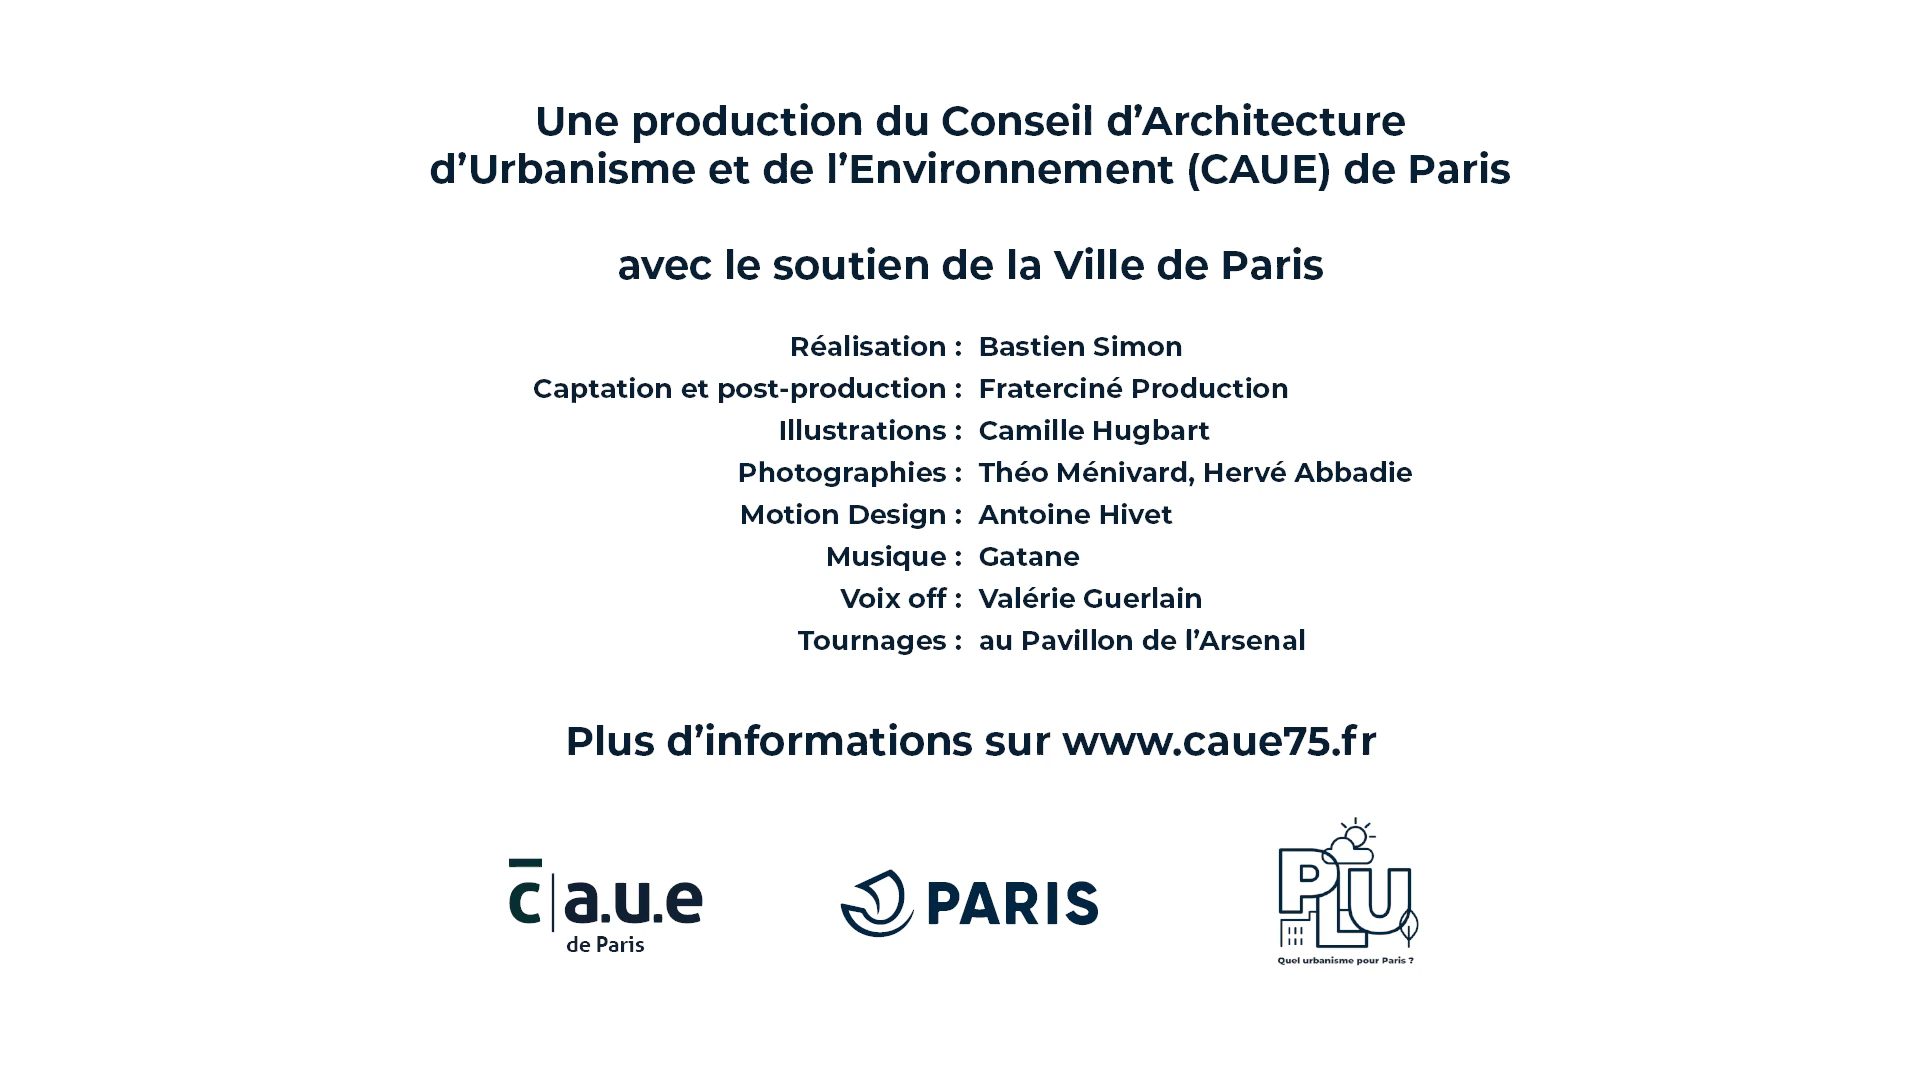 Une production du Conseil d’Architecture
d’Urbanisme et de l’Environnement (CAUE) de Paris
avec le soutien de la Ville de Paris
Réalisation : Bastien Simon
Captation et post-production : Fraterciné Production
Illustrations : Camille Hugbart
Photographies : Théo Ménivard, Hervé Abbadie
Motion Design : Antoine Hivet
Musique : Gatane
Voix off : Valérie Guerlain
Tournages : au Pavillon de l’Arsenal
Plus d’informations sur www.caue75.fr
c|a.u.e
de Paris
PARIS
PLU
Quel urbanisme pour Paris ?